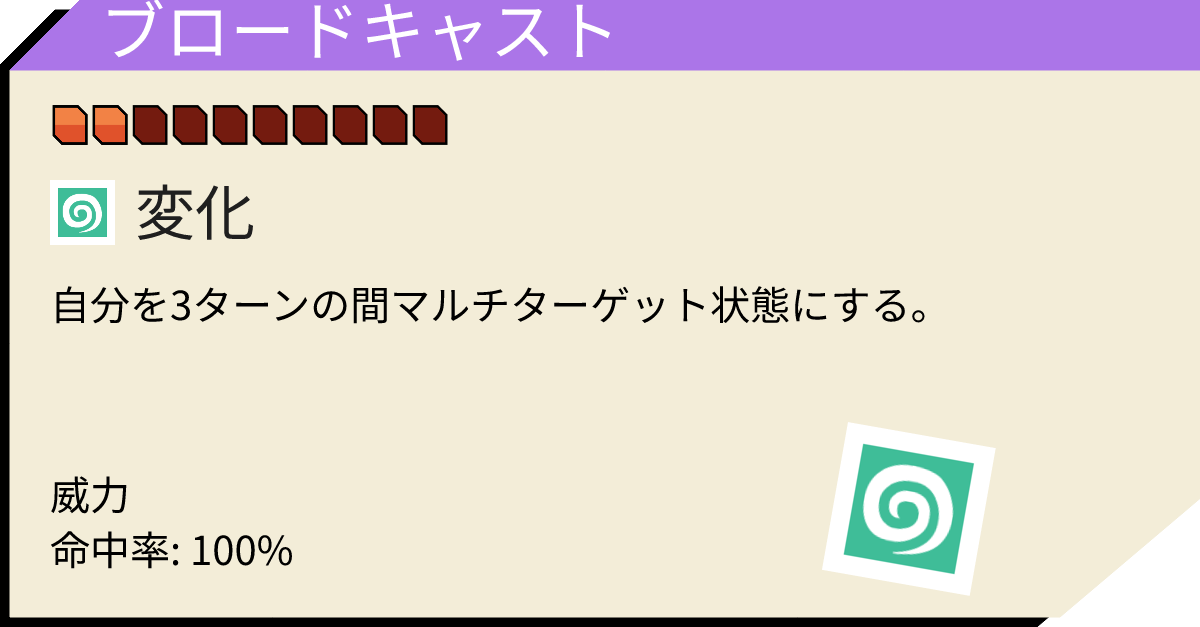 ブロードキャスト
変化
自分を3ターンの間マルチターゲット状態にする。
威力
命中率: 100%